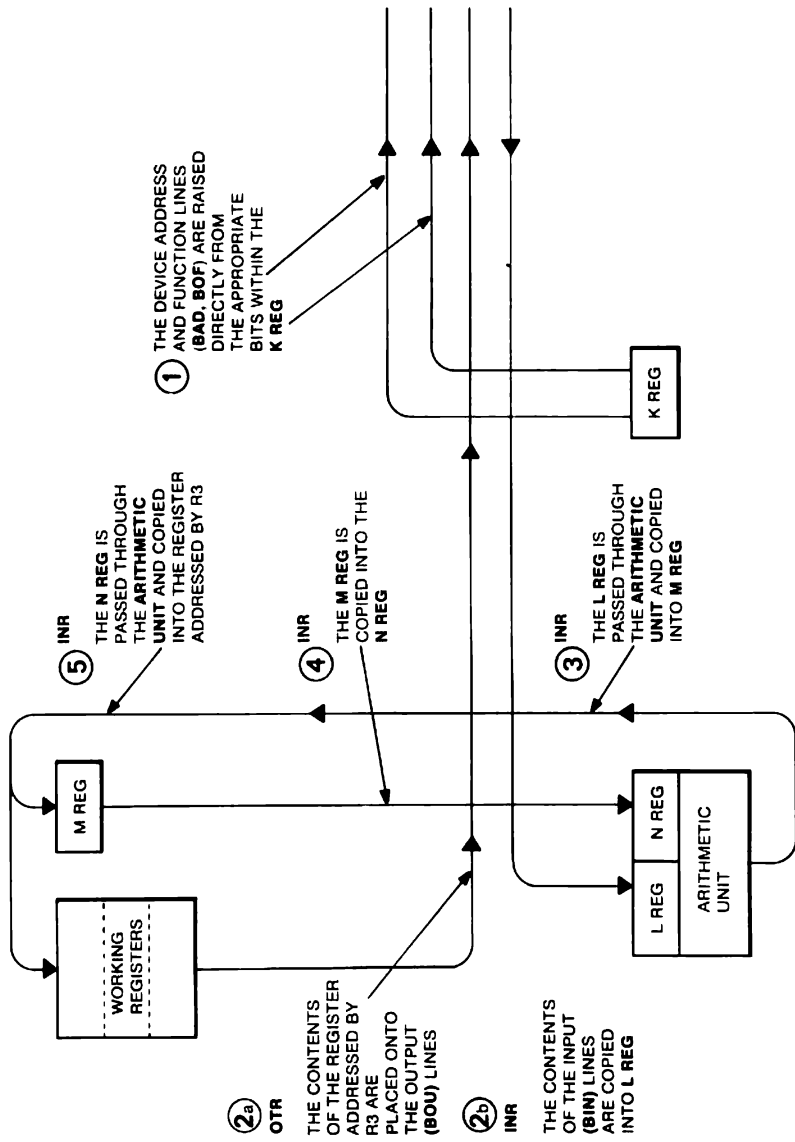 1
THE DEVICE ADDRESS
AND FUNCTION LINES
(BAD, BOF) ARE RAISED
DIRECTLY FROM
THE APPROPRIATE
BITS WITHIN THE
K REG
5
INR
THE N REG IS
PASSED THROUGH
THE ARITHMETIC
UNIT AND COPIED
INTO THE REGISTER
ADDRESSED BY R3
M REG
WORKING
REGISTERS
4
INR
THE M REG IS
COPIED INTO THE
N REG
2a
OTR
THE CONTENTS
OF THE REGISTER
ADDRESSED BY
R3 ARE
PLACED ONTO
THE OUTPUT
(BOU) LINES
2b
INR
THE CONTENTS
OF THE INPUT
(BIN) LINES
ARE COPIED
INTO L REG
L REG
N REG
ARITHMETIC
UNIT
3
INR
THE L REG IS
PASSED THROUGH
THE ARITHMETIC
UNIT AND COPIED
INTO M REG
K REG